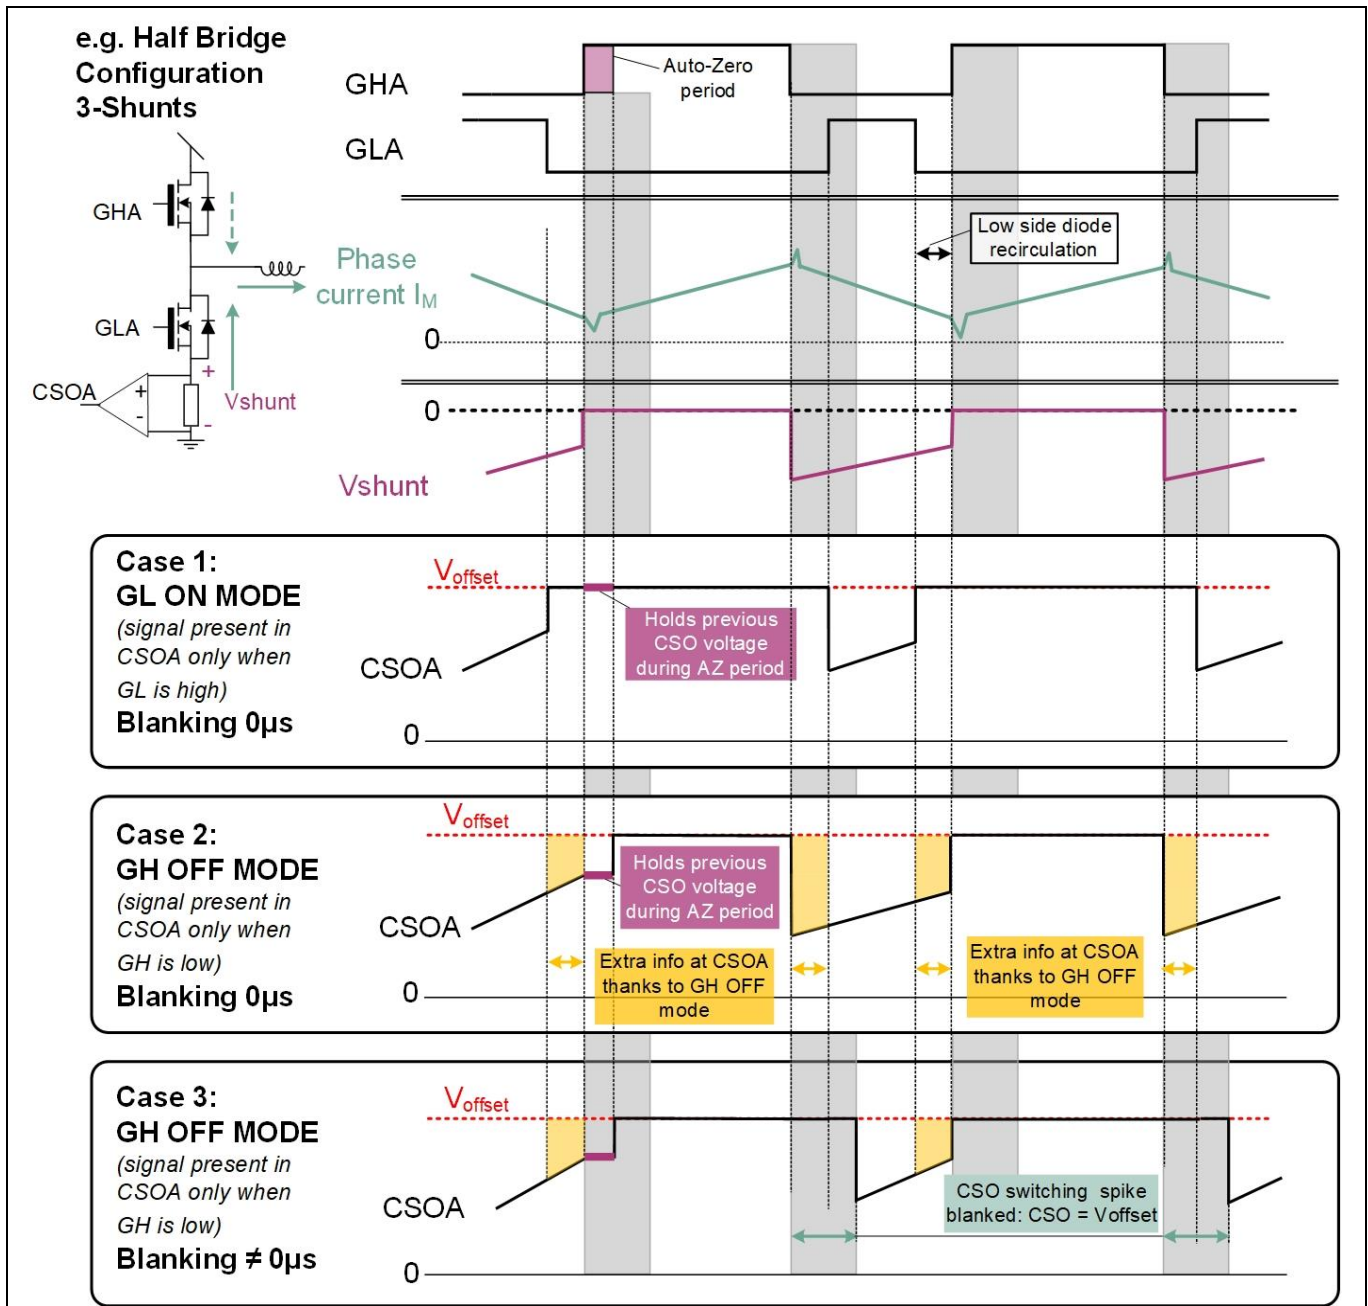 e.g. Half Bridge
Configuration
3-Shunts
GHA
Auto-Zero
period
GLA
GHA
Phase
current IM
GLA
+
CSOA
+
-
Vshunt
-
Low side diode
recirculation
0
0
Vshunt
Case 1:
GL ON MODE
(signal present in
CSOA only when
GL is high)
Blanking 0µs
Voffset
Holds previous
CSO voltage
during AZ period
CSOA
0
Case 2:
GH OFF MODE
(signal present in
CSOA only when
GH is low)
Blanking 0µs
Voffset
Holds previous
CSO voltage
during AZ period
CSOA
Extra info at CSOA
thanks to GH OFF
mode
Extra info at CSOA
thanks to GH OFF
mode
0
Case 3:
GH OFF MODE
(signal present in
CSOA only when
GH is low)
Blanking ≠ 0µs
Voffset
CSOA
CSO switching spike
blanked: CSO = Voffset
0